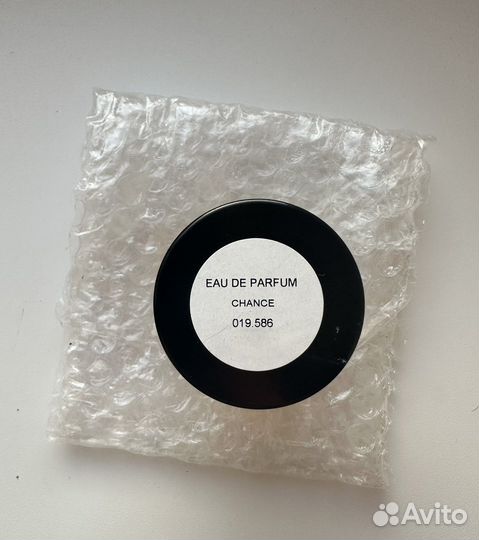 EAU DE PARFUM
CHANCE
019.586
Avito